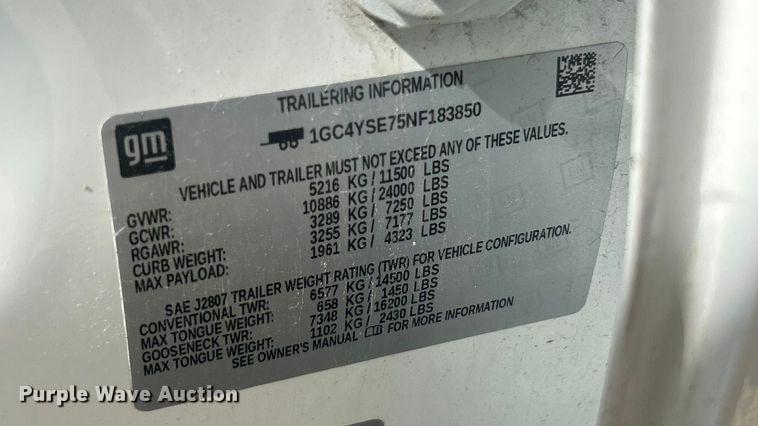 TRAILERING INFORMATION
gm
1GC4YSE75NF183850
VEHICLE AND TRAILER MUST NOT EXCEED ANY OF THESE VALUES.
GVWR: 5216 KG / 11500 LBS
GCWR: 10886 KG / 24000 LBS
RGAWR: 3289 KG / 7250 LBS
CURB WEIGHT: 3255 KG / 7177 LBS
MAX PAYLOAD: 1961 KG / 4323 LBS
SAE J2807 TRAILER WEIGHT RATING (TWR) FOR VEHICLE CONFIGURATION.
CONVENTIONAL TWR: 6577 KG / 14500 LBS
MAX TONGUE WEIGHT: 658 KG / 1450 LBS
GOOSENECK TWR: 7348 KG / 16200 LBS
MAX TONGUE WEIGHT: 1102 KG / 2430 LBS
SEE OWNER'S MANUAL FOR MORE INFORMATION
Purple Wave Auction